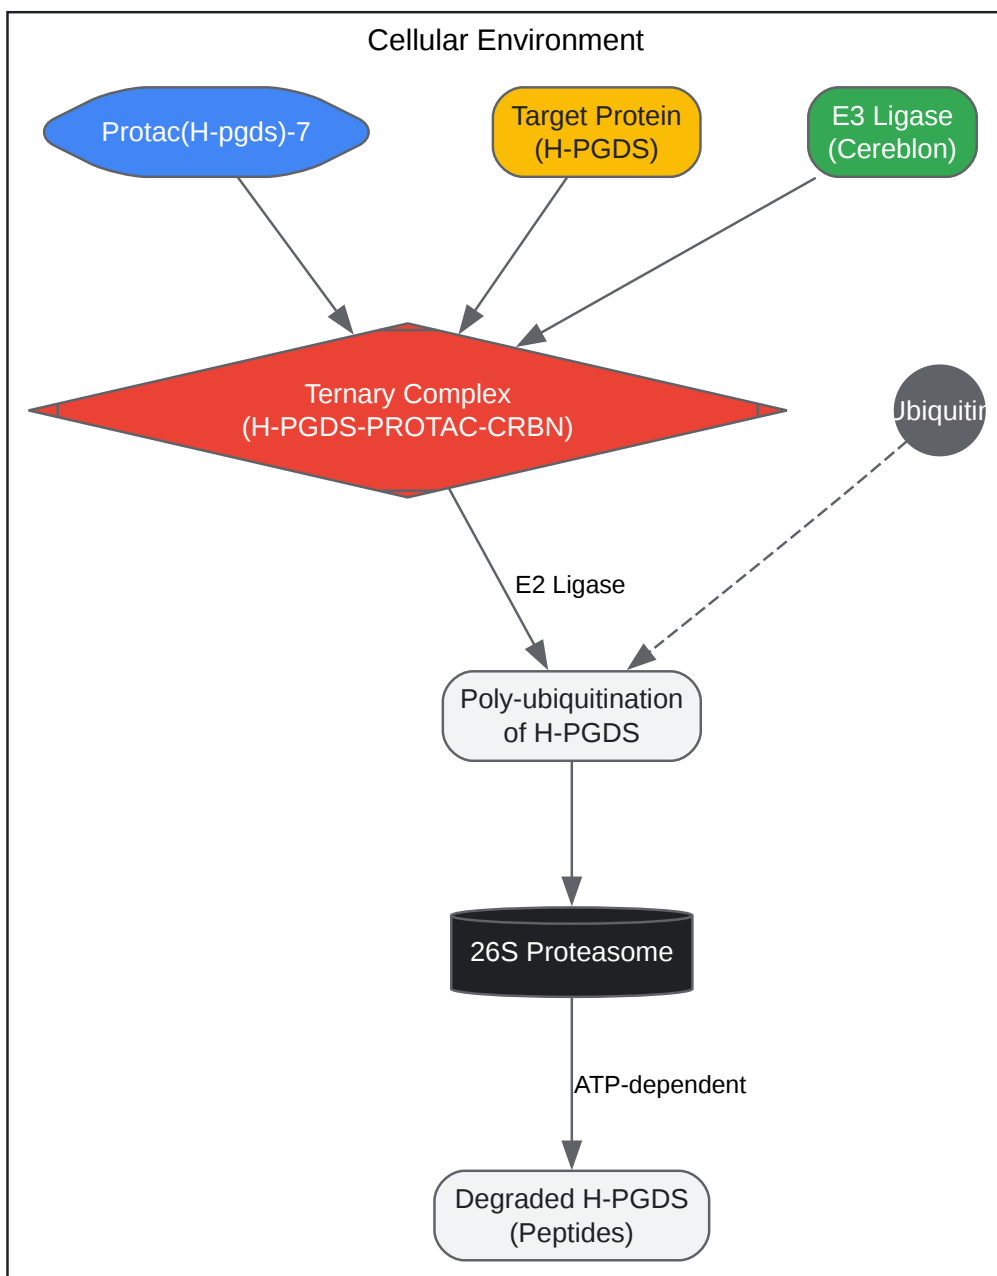 Cellular Environment
Protac(H-pgds)-7
Target Protein
(H-PGDS)
E3 Ligase
(Cereblon)
Ternary Complex
(H-PGDS-PROTAC-CRBN)
Ubiquitin
E2 Ligase
Poly-ubiquitination
of H-PGDS
26S Proteasome
ATP-dependent
Degraded H-PGDS
(Peptides)